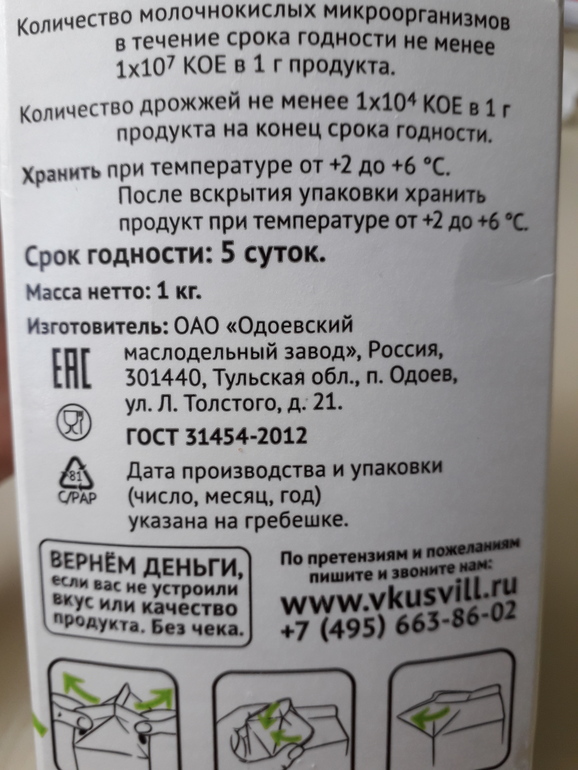 Количество молочнокислых микроорганизмов
в течение срока годности не менее
1х10⁷ КОЕ в 1 г продукта.
Количество дрожжей не менее 1х10⁴ КОЕ в 1 г
продукта на конец срока годности.
Хранить при температуре от +2 до +6 °С.
После вскрытия упаковки хранить
продукт при температуре от +2 до +6 °С.
Срок годности: 5 суток.
Масса нетто: 1 кг.
Изготовитель: ОАО «Одоевский
маслодельный завод», Россия,
301440, Тульская обл., п. Одоев,
ул. Л. Толстого, д. 21.
ЕАС
ГОСТ 31454-2012
81
C/PAP
Дата производства и упаковки
(число, месяц, год)
указана на гребешке.
ВЕРНЁМ ДЕНЬГИ,
если вас не устроили
вкус или качество
продукта. Без чека.
По претензиям и пожеланиям
пишите и звоните нам:
www.vkusvill.ru
+7 (495) 663-86-02